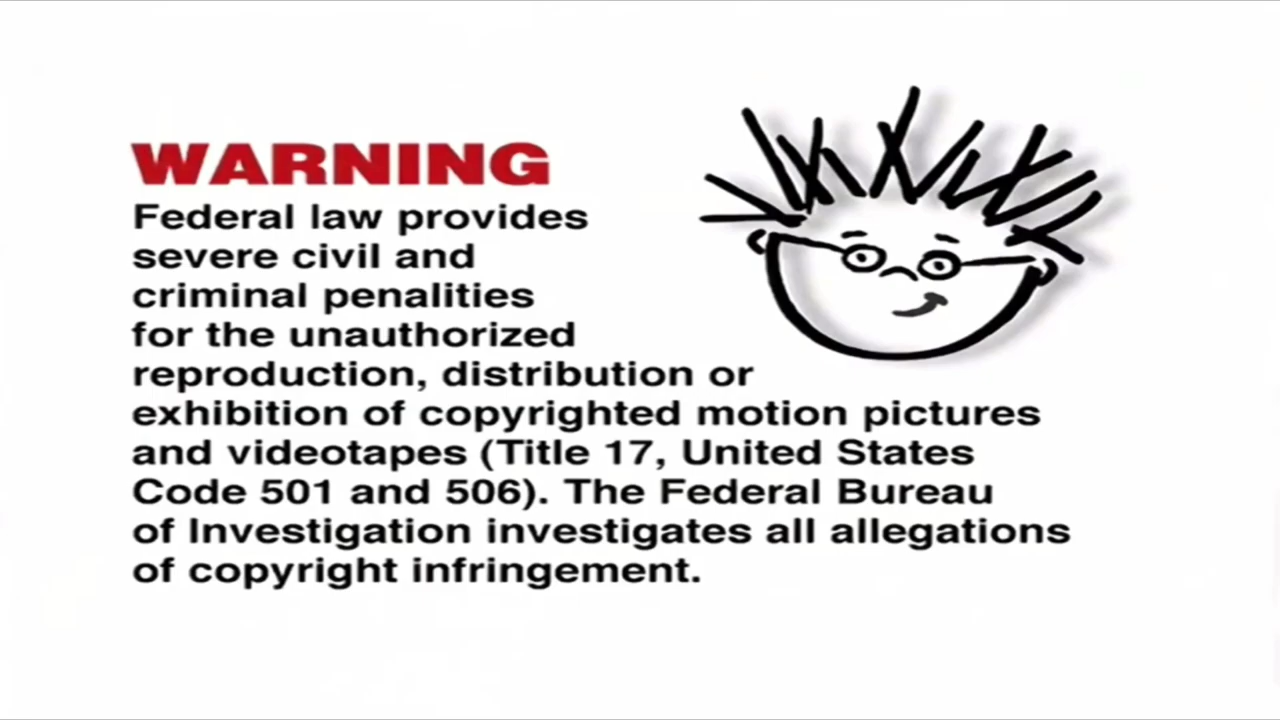 WARNING
Federal law provides
severe civil and
criminal penalities
for the unauthorized
reproduction, distribution or
exhibition of copyrighted motion pictures
and videotapes (Title 17, United States
Code 501 and 506). The Federal Bureau
of Investigation investigates all allegations
of copyright infringement.